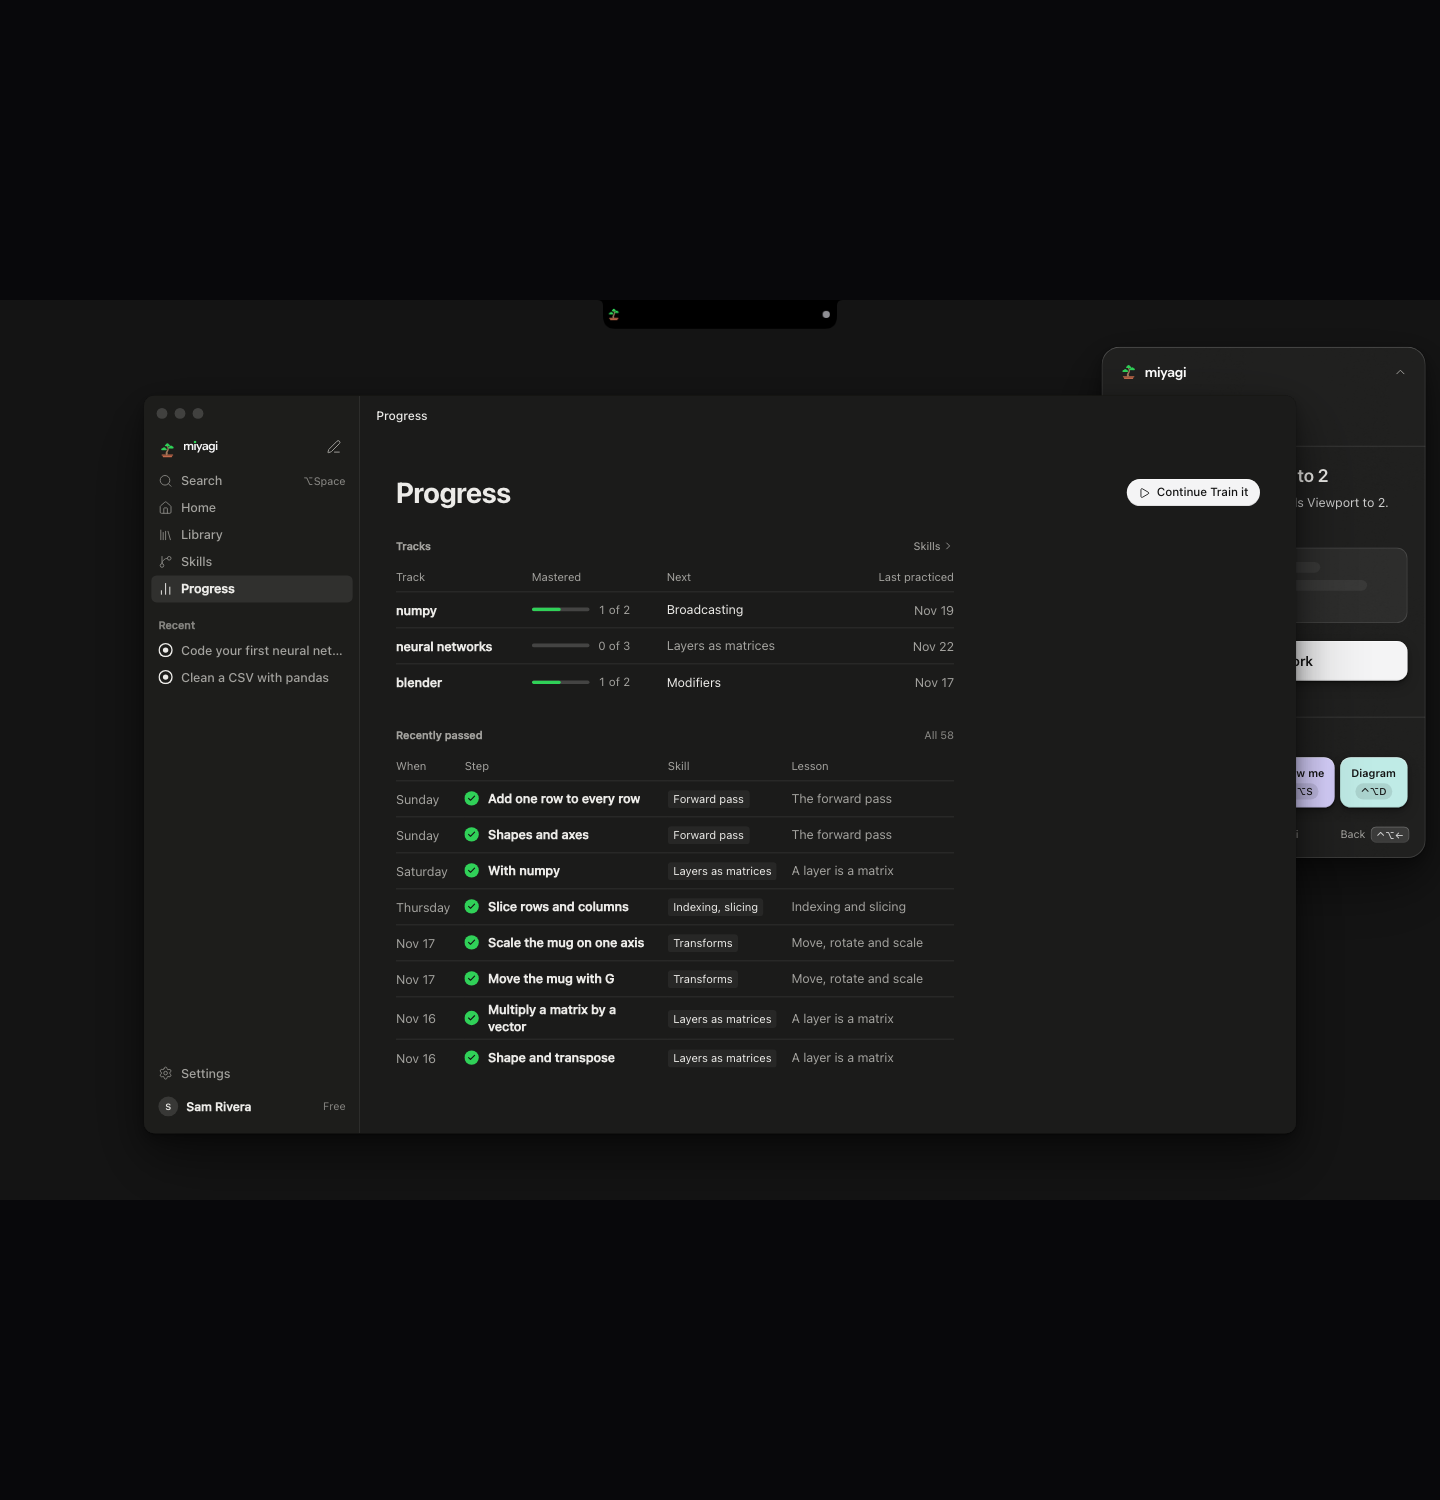 miyagi
Progress
miyagi
Search ⌥Space
Home
Library
Skills
Progress
Recent
Code your first neural net...
Clean a CSV with pandas
Settings
S Sam Rivera Free
Progress
Continue Train it
Tracks Skills
Track Mastered Next Last practiced
numpy 1 of 2 Broadcasting Nov 19
neural networks 0 of 3 Layers as matrices Nov 22
blender 1 of 2 Modifiers Nov 17
Recently passed All 58
When Step Skill Lesson
Sunday Add one row to every row Forward pass The forward pass
Sunday Shapes and axes Forward pass The forward pass
Saturday With numpy Layers as matrices A layer is a matrix
Thursday Slice rows and columns Indexing, slicing Indexing and slicing
Nov 17 Scale the mug on one axis Transforms Move, rotate and scale
Nov 17 Move the mug with G Transforms Move, rotate and scale
Nov 16 Multiply a matrix by a
vector Layers as matrices A layer is a matrix
Nov 16 Shape and transpose Layers as matrices A layer is a matrix
to 2
Viewport to 2.
me Diagram
⌥S ^⌥D
Back ^⌥←